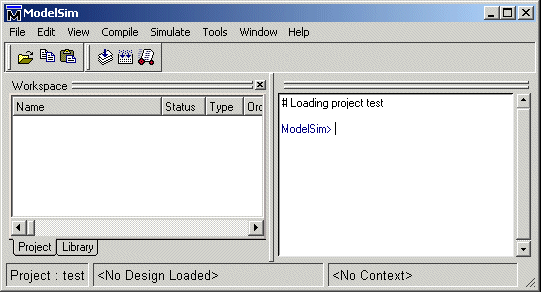 ModelSim
File Edit View Compile Simulate Tools Window Help
Workspace
Name Status Type Orc
# Loading project test
ModelSim>
Project Library
Project : test <No Design Loaded> <No Context>